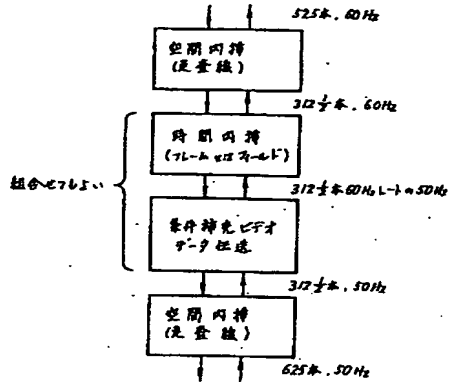 525本, 60Hz
空間内挿
(走査線)
312½本, 60Hz
時間内挿
(フレーム又はフィールド)
組合せてもよい
312½本60Hzレートの50Hz
条件補充ビデオ
データ伝送
312½本, 50Hz
空間内挿
(走査線)
625本, 50Hz